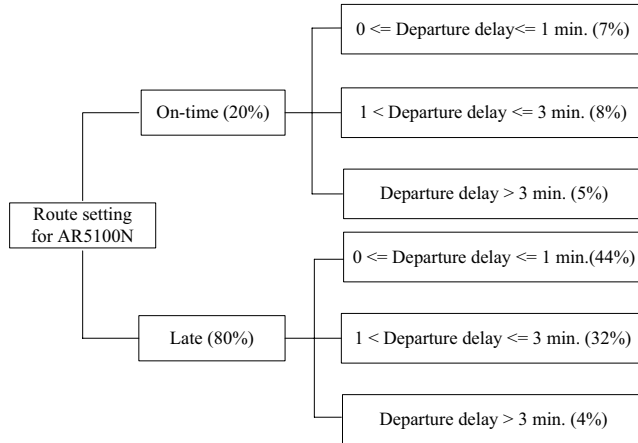 0 <= Departure delay<= 1 min. (7%)
On-time (20%)
1 < Departure delay <= 3 min. (8%)
Departure delay > 3 min. (5%)
Route setting
for AR5100N
0 <= Departure delay <= 1 min.(44%)
Late (80%)
1 < Departure delay <= 3 min. (32%)
Departure delay > 3 min. (4%)